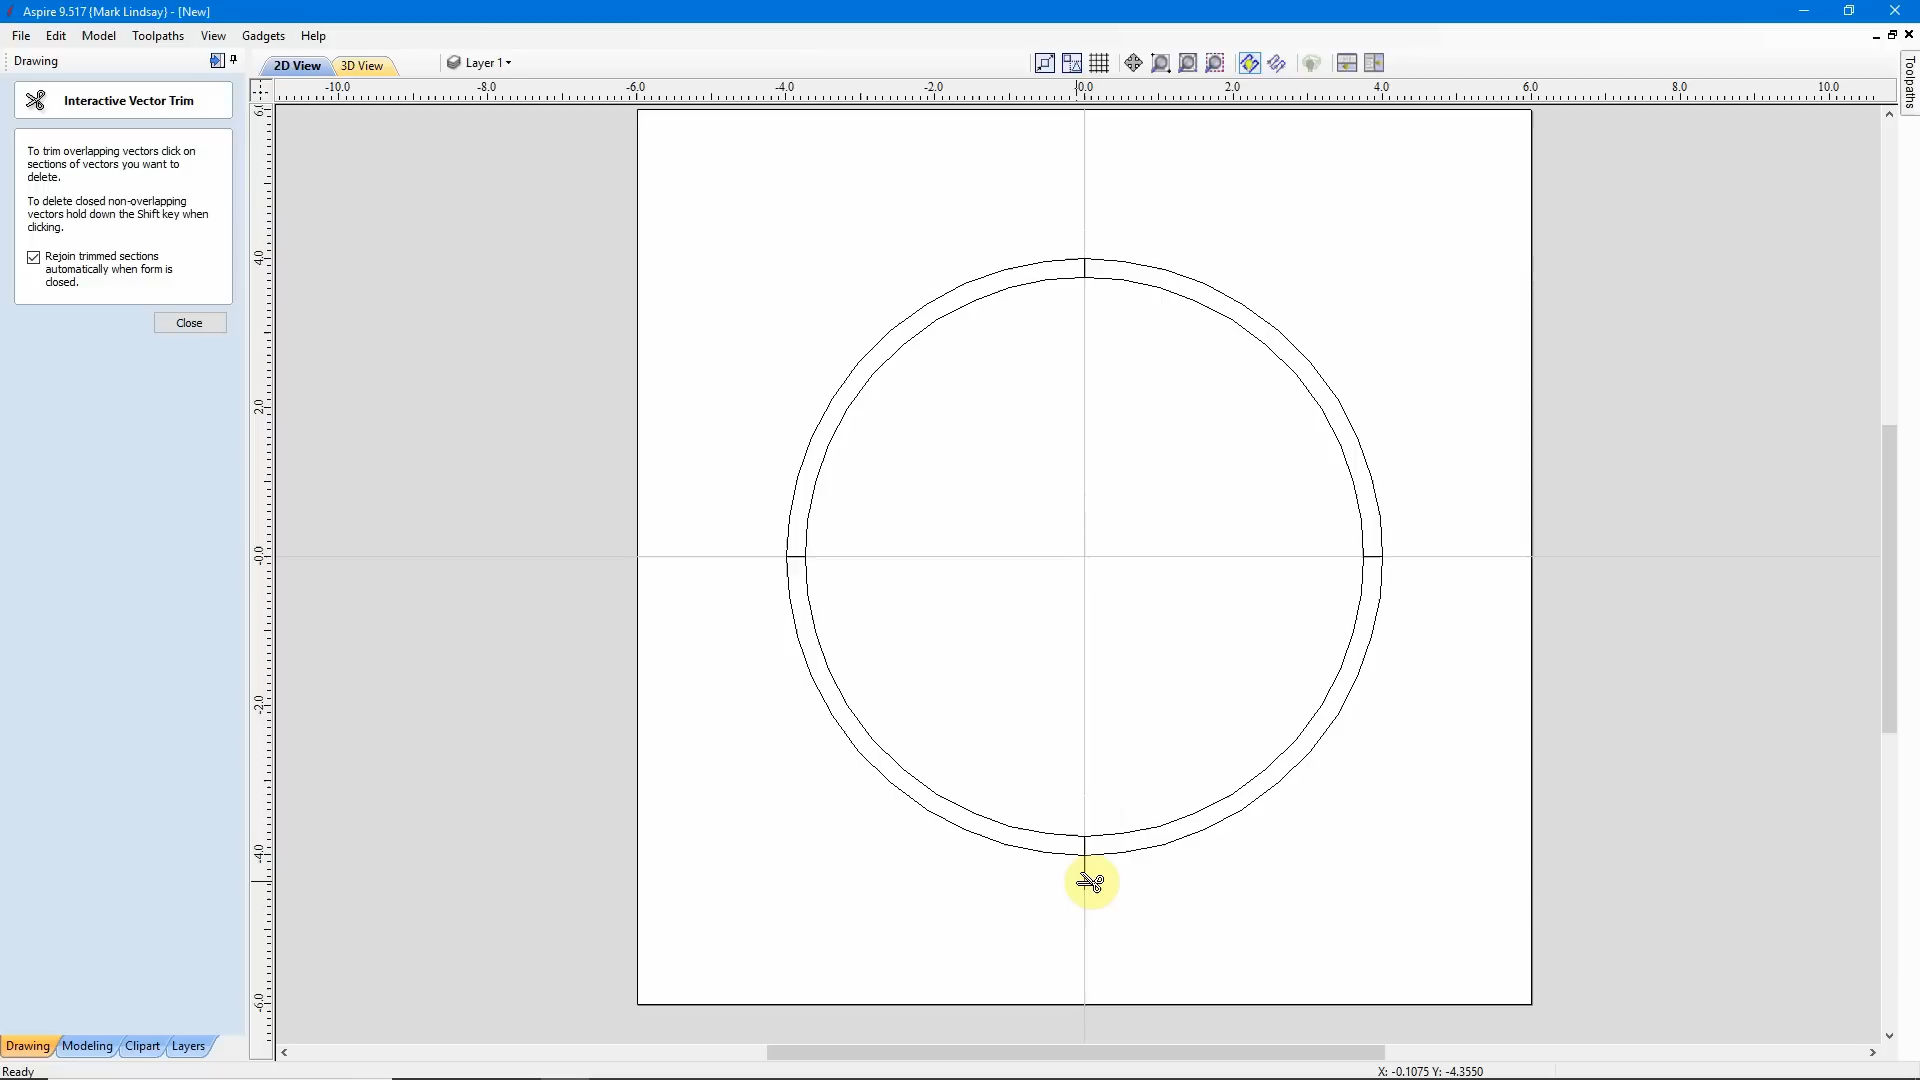 Aspire 9.517 {Mark Lindsay} - [New]
File Edit Model Toolpaths View Gadgets Help
Drawing
2D View 3D View Layer 1
Toolpaths
Interactive Vector Trim
-10.0 -8.0 -6.0 -4.0 -2.0 -0.0 2.0 4.0 6.0 8.0 10.0
6.0
To trim overlapping vectors click on
sections of vectors you want to
delete.
To delete closed non-overlapping
vectors hold down the Shift key when
clicking.
Rejoin trimmed sections
automatically when form is
closed.
4.0
Close
2.0
-0.0
-2.0
-4.0
-6.0
Drawing Modeling Clipart Layers
Ready
X: -0.1075 Y: -4.3550